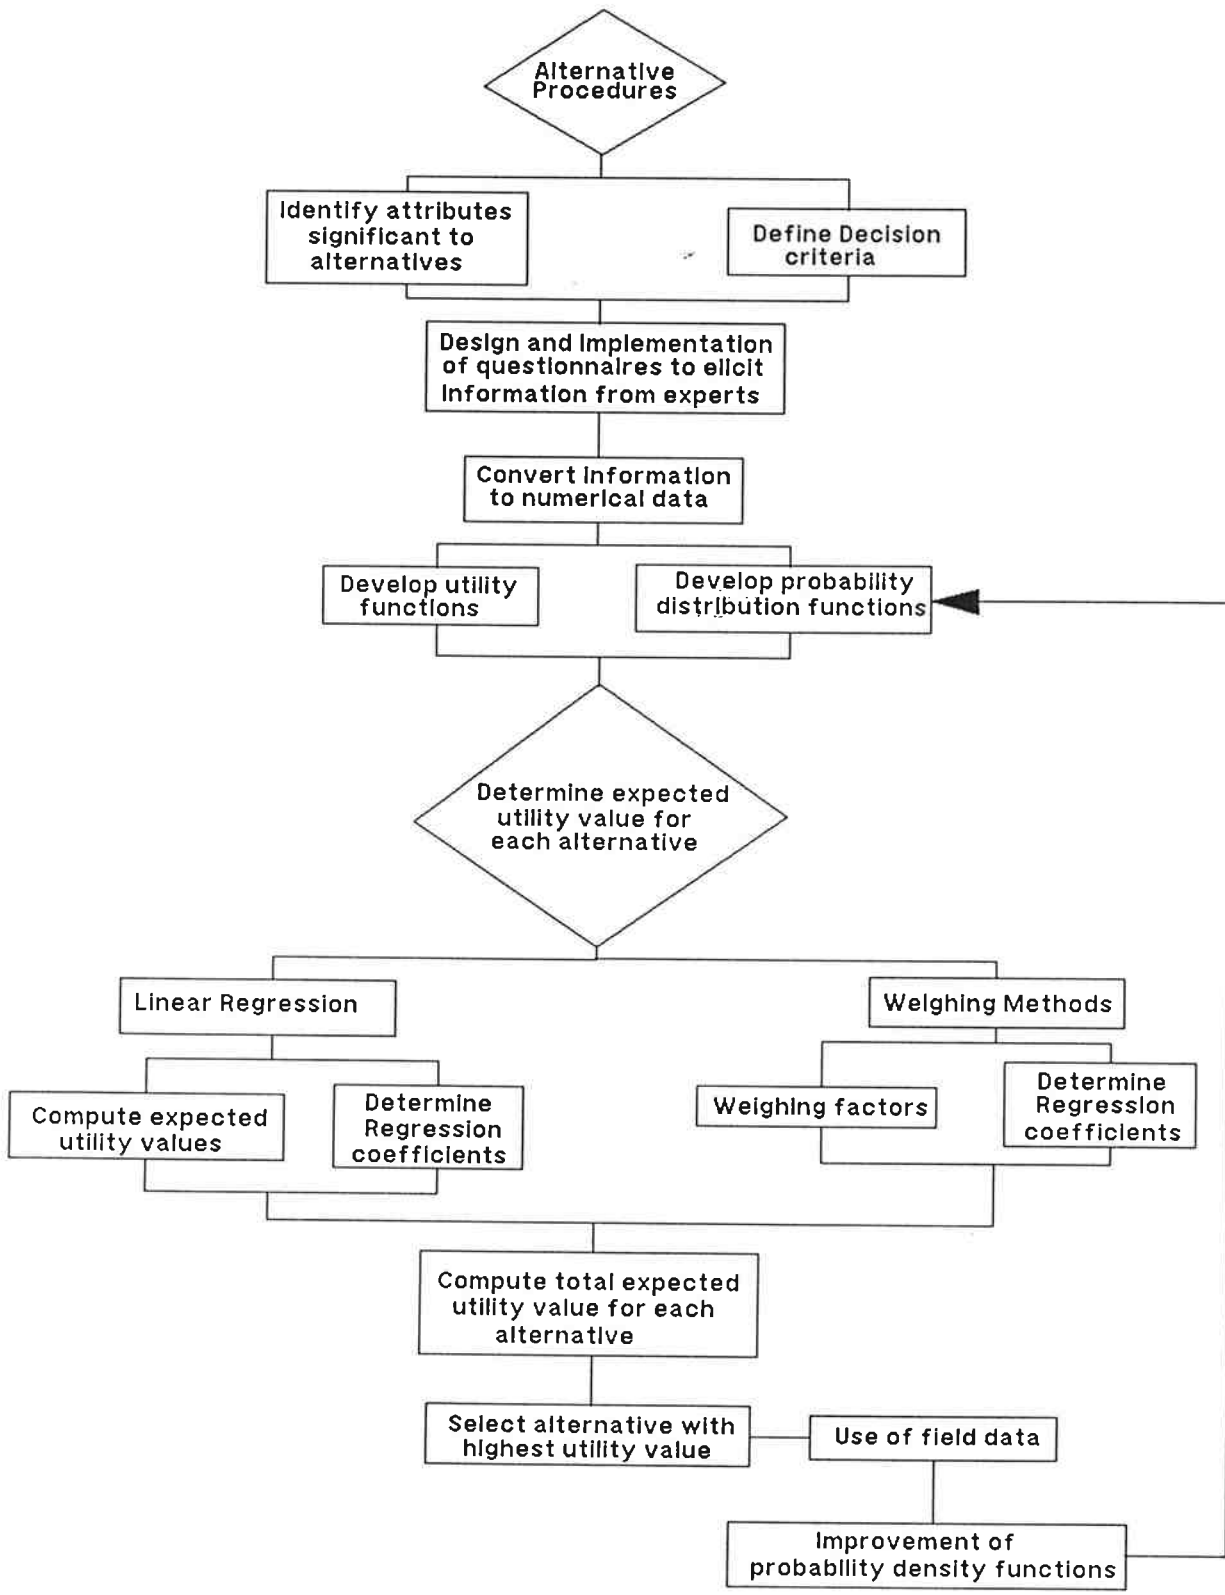 Alternative
Procedures
Identify attributes
significant to
alternatives
Define Decision
criteria
Design and Implementation
of questionnaires to elicit
Information from experts
Convert Information
to numerical data
Develop utility
functions
Develop probability
distribution functions
Determine expected
utility value for
each alternative
Linear Regression
Weighing Methods
Compute expected
utility values
Determine
Regression
coefficients
Weighing factors
Determine
Regression
coefficients
Compute total expected
utility value for each
alternative
Select alternative with
highest utility value
Use of field data
Improvement of
probability density functions